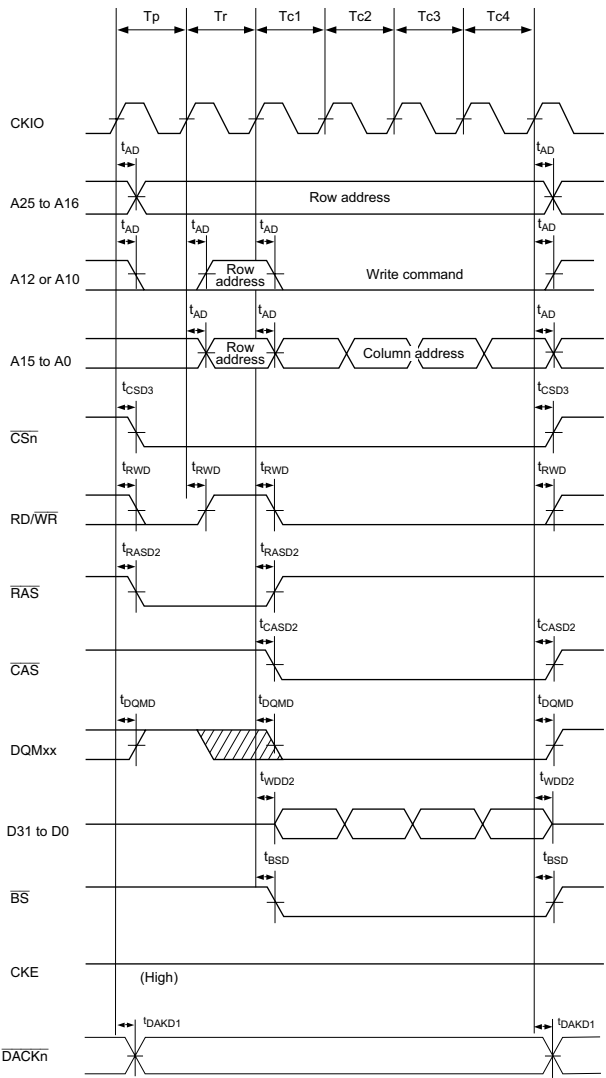 Tp Tr Tc1 Tc2 Tc3 Tc4
CKIO
tAD tAD
A25 to A16 Row address
tAD tAD tAD tAD
A12 or A10 Row address Write command
tAD tAD tAD
A15 to A0 Row address Column address
tCSD3 tCSD3
CSn
tRWD tRWD tRWD tRWD
RD/WR
tRASD2 tRASD2
RAS
tCASD2 tCASD2
CAS
tDQMD tDQMD tDQMD
DQMxx
tWDD2 tWDD2
D31 to D0
tBSD tBSD
BS
CKE (High)
tDAKD1 tDAKD1
DACKn